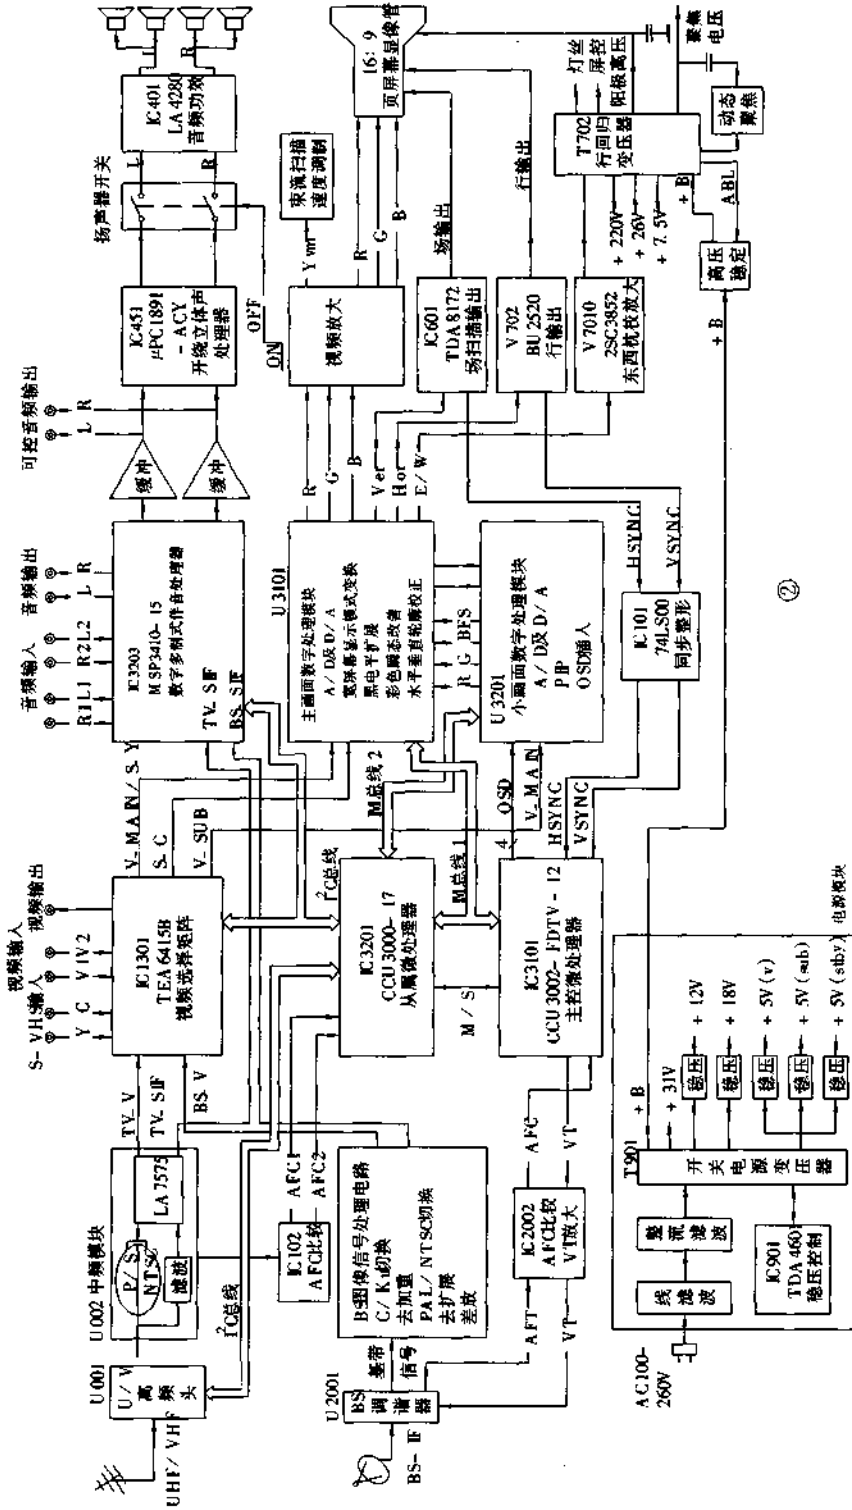 UHF/VHF
U001
U/V
高频头
U002 中频模块
P/S
NTSC
滤波
LA7575
I²C总线
TV_V
TV_SIF
BS_V
BS-IF
U2001
BS
调谐器
基带
信号
BS图像信号处理电路
C/Ku切换
去加重
PAL/NTSC切换
去扩展
差放
IC102
AFC比较
AFC1
AFC2
AFT
VT
IC2002
AFC比较
VT放大
AFC
VT
S-VHS输入
Y C
视频输入
V1V2
视频输出
IC1301
TEA6415B
视频选择矩阵
V_MAIN/S_Y
S_C
V_SUB
I²C总线
IC3201
CCU3000-17
从属微处理器
M/S
IC3101
CCU3002-FDTV-12
主控微处理器
M总线2
M总线1
4
OSD
V_MAIN
HSYNC
VSYNC
音频输入
R1L1
R2L2
音频输出
L R
IC3203
MSP3410-15
数字多制式伴音处理器
TV_SIF
BS_SIF
U3101
主画面数字处理模块
A/D及D/A
宽屏幕显示模式变换
黑电平扩展
彩色瞬态改善
水平垂直轮廓校正
R G BFS
U3201
小画面数字处理模块
A/D及D/A
PIP
OSD插入
IC101
74LS00
同步整形
HSYNC
VSYNC
可控音频输出
L R
缓冲
缓冲
R
G
B
Ver
Hor
E/W
IC451
μPC1891
-ACY
开绕立体声
处理器
OFF
ON
视频放大
Yvm
束流扫描
速度调制
R
G
B
IC601
TDA8172
场扫描输出
场输出
V702
BU2520
行输出
行输出
V7010
2SC3852
东西枕校放大
扬声器开关
L
R
IC401
LA4280
音频功效
L
R
16:9
页屏幕显像管
T702
行回归
变压器
灯丝
屏控
阳极高压
聚焦
电压
动态
聚焦
+220V
+26V
+7.5V
+B
ABL
高压
稳定
+B
AC100-
260V
线滤波
整流滤波
IC901
TDA4601
稳压控制
T901
开关电源变压器
+B
+31V
稳压
+12V
稳压
+18V
稳压
+5V(v)
稳压
+5V(sub)
稳压
+5V(stby)
电源模块
②